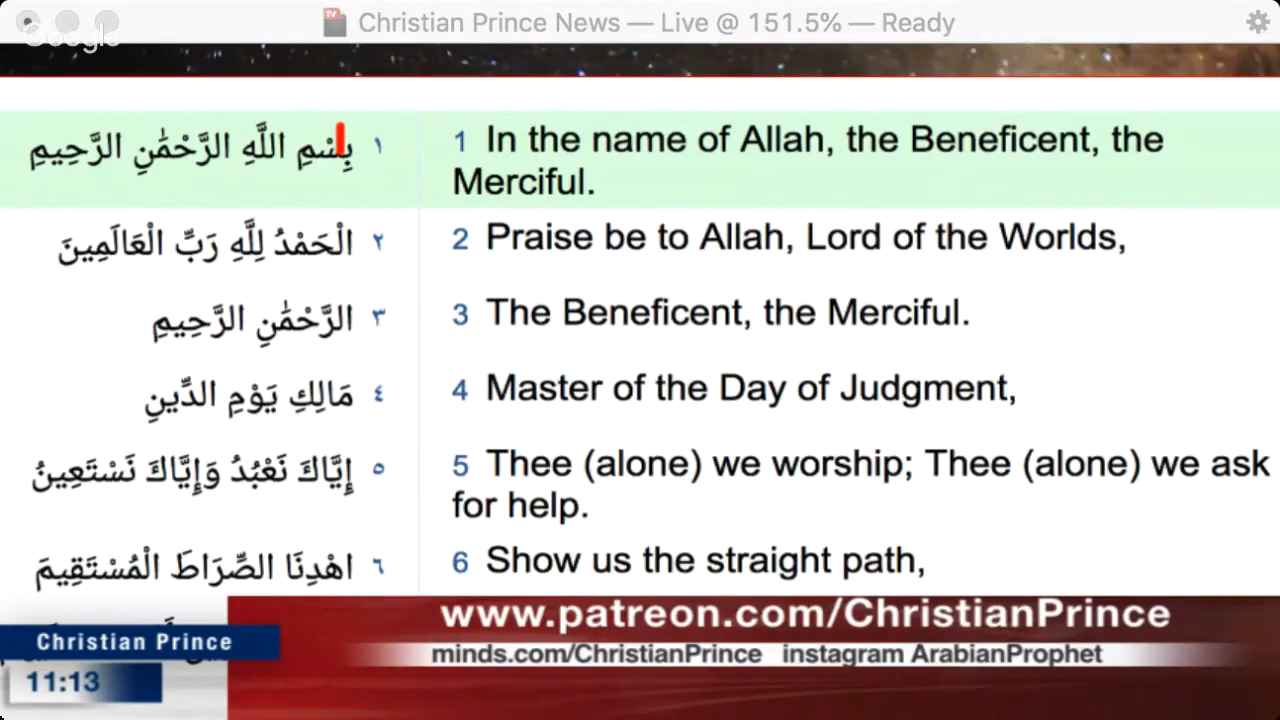 Christian Prince News — Live @ 151.5% — Ready
Google
بِسْمِ اللَّهِ الرَّحْمَٰنِ الرَّحِيمِ ١
1 In the name of Allah, the Beneficent, the
Merciful.
الْحَمْدُ لِلَّهِ رَبِّ الْعَالَمِينَ ٢
2 Praise be to Allah, Lord of the Worlds,
الرَّحْمَٰنِ الرَّحِيمِ ٣
3 The Beneficent, the Merciful.
مَالِكِ يَوْمِ الدِّينِ ٤
4 Master of the Day of Judgment,
إِيَّاكَ نَعْبُدُ وَإِيَّاكَ نَسْتَعِينُ ٥
5 Thee (alone) we worship; Thee (alone) we ask
for help.
اهْدِنَا الصِّرَاطَ الْمُسْتَقِيمَ ٦
6 Show us the straight path,
www.patreon.com/ChristianPrince
Christian Prince
minds.com/ChristianPrince instagram ArabianProphet
11:13